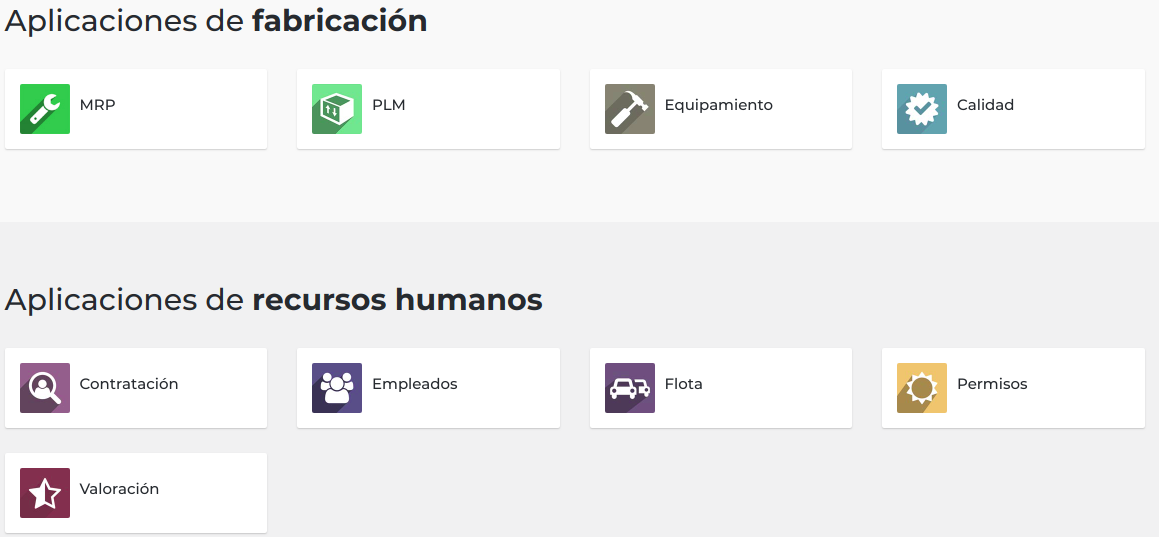 Aplicaciones de fabricación
MRP
PLM
Equipamiento
Calidad
Aplicaciones de recursos humanos
Contratación
Empleados
Flota
Permisos
Valoración